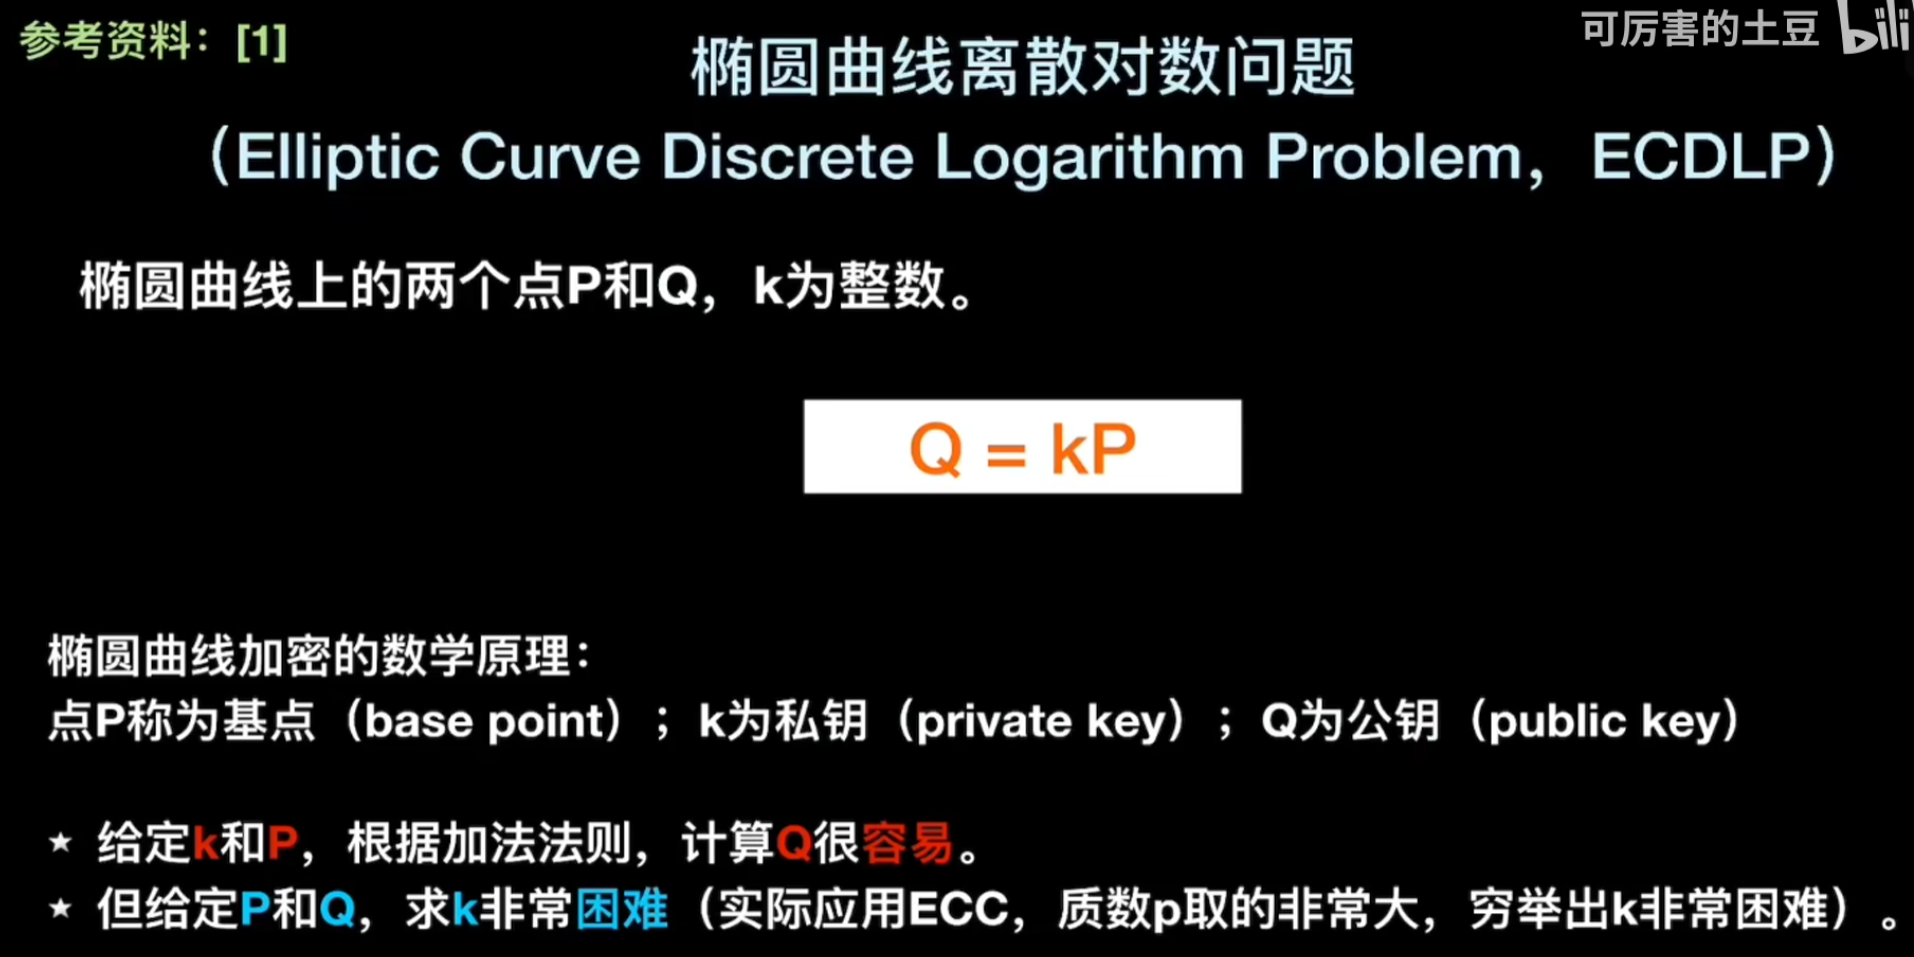 参考资料：[1]
可厉害的土豆 bili
椭圆曲线离散对数问题
（Elliptic Curve Discrete Logarithm Problem，ECDLP）
椭圆曲线上的两个点P和Q，k为整数。
Q = kP
椭圆曲线加密的数学原理：
点P称为基点（base point）；k为私钥（private key）；Q为公钥（public key）
★ 给定k和P，根据加法法则，计算Q很容易。
★ 但给定P和Q，求k非常困难（实际应用ECC，质数p取的非常大，穷举出k非常困难）。